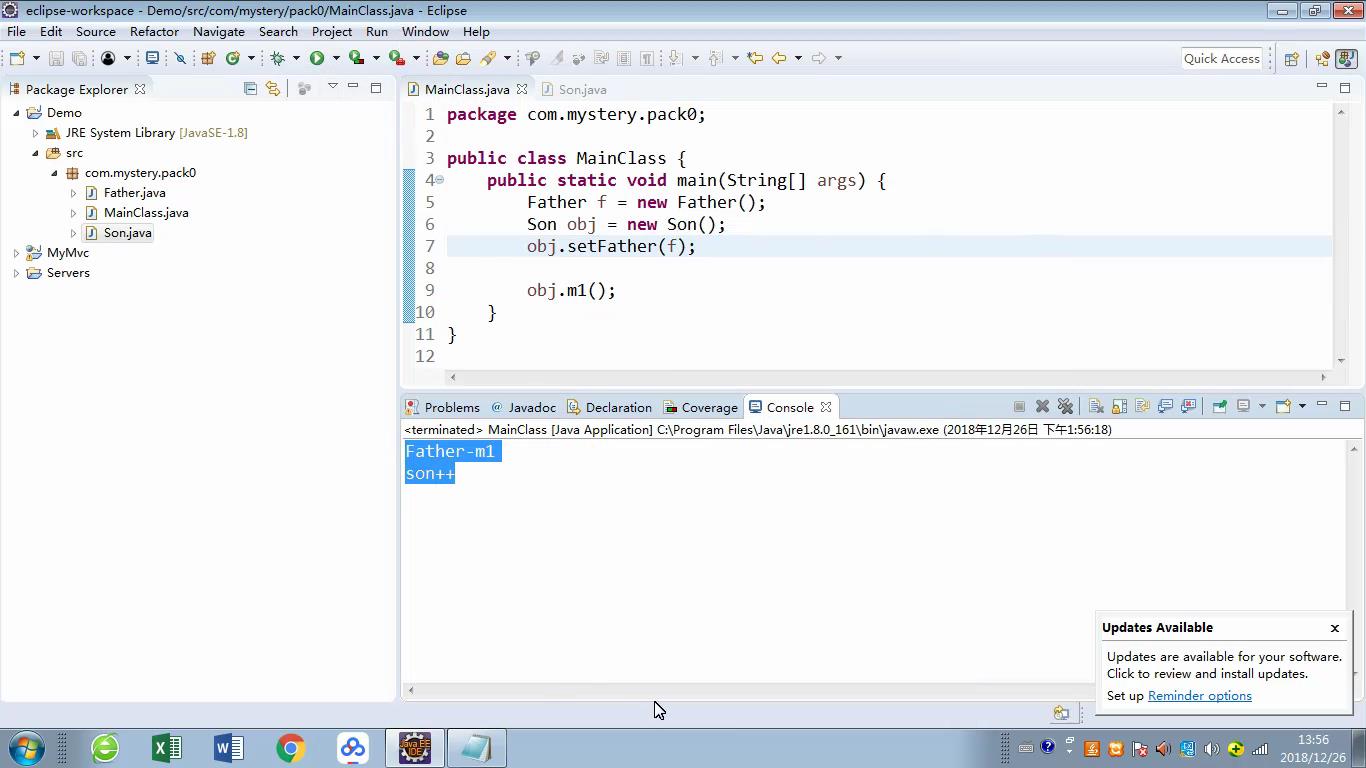 eclipse-workspace - Demo/src/com/mystery/pack0/MainClass.java - Eclipse
File Edit Source Refactor Navigate Search Project Run Window Help
Quick Access
Package Explorer
Demo
JRE System Library [JavaSE-1.8]
src
com.mystery.pack0
Father.java
MainClass.java
Son.java
MyMvc
Servers
MainClass.java Son.java
1 package com.mystery.pack0;
2
3 public class MainClass {
4 public static void main(String[] args) {
5 Father f = new Father();
6 Son obj = new Son();
7 obj.setFather(f);
8
9 obj.m1();
10 }
11 }
12
Problems @ Javadoc Declaration Coverage Console
<terminated> MainClass [Java Application] C:\Program Files\Java\jre1.8.0_161\bin\javaw.exe (2018年12月26日 下午1:56:18)
Father-m1
son++
Updates Available
Updates are available for your software.
Click to review and install updates.
Set up Reminder options
Java EE
IDE
13:56
2018/12/26